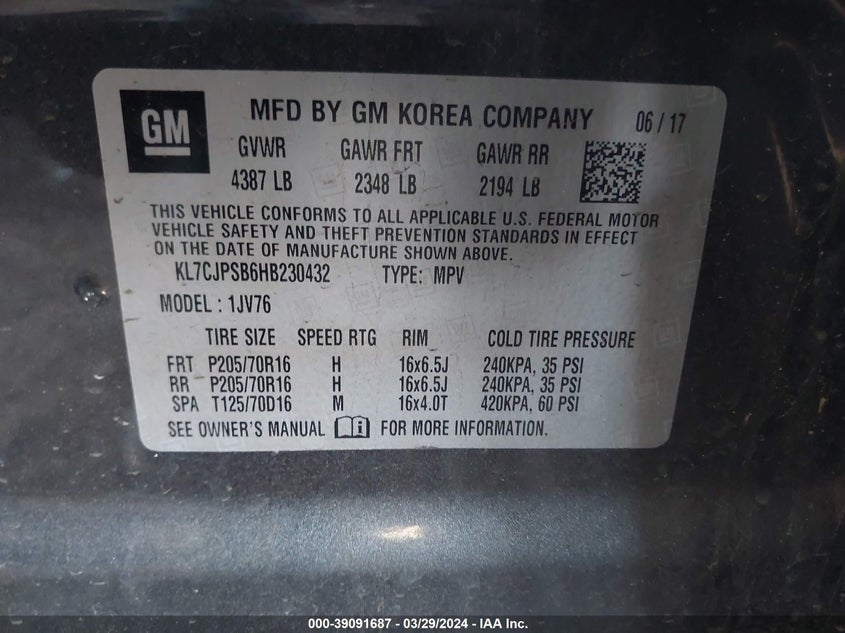 GM
MFD BY GM KOREA COMPANY 06 / 17
GVWR GAWR FRT GAWR RR
4387 LB 2348 LB 2194 LB
THIS VEHICLE CONFORMS TO ALL APPLICABLE U.S. FEDERAL MOTOR
VEHICLE SAFETY AND THEFT PREVENTION STANDARDS IN EFFECT
ON THE DATE OF MANUFACTURE SHOWN ABOVE.
KL7CJPSB6HB230432 TYPE: MPV
MODEL : 1JV76
TIRE SIZE SPEED RTG RIM COLD TIRE PRESSURE
FRT P205/70R16 H 16x6.5J 240KPA, 35 PSI
RR P205/70R16 H 16x6.5J 240KPA, 35 PSI
SPA T125/70D16 M 16x4.0T 420KPA, 60 PSI
SEE OWNER'S MANUAL FOR MORE INFORMATION.
000-39091687 - 03/29/2024 - IAA Inc.